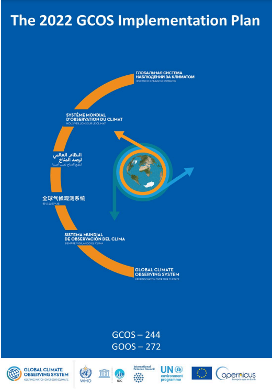 The 2022 GCOS Implementation Plan
ГЛОБАЛЬНАЯ СИСТЕМА
НАБЛЮДЕНИЙ ЗА КЛИМАТОМ
SYSTÈME MONDIAL
D'OBSERVATION DU CLIMAT
النظام العالمي
لرصد المناخ
全球气候观测系统
SISTEMA MUNDIAL
DE OBSERVACIÓN DEL CLIMA
GLOBAL CLIMATE
OBSERVING SYSTEM
GCOS – 244
GOOS – 272
GLOBAL CLIMATE
OBSERVING SYSTEM
WMO
UN
environment
programme
Copernicus